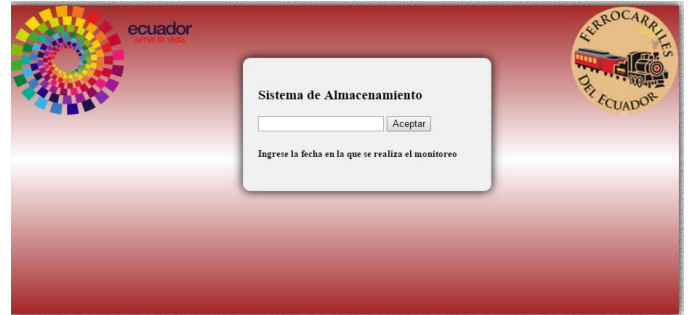 ecuador
ama la vida
FERROCARRILES
DEL ECUADOR
Sistema de Almacenamiento
Aceptar
Ingrese la fecha en la que se realiza el monitoreo